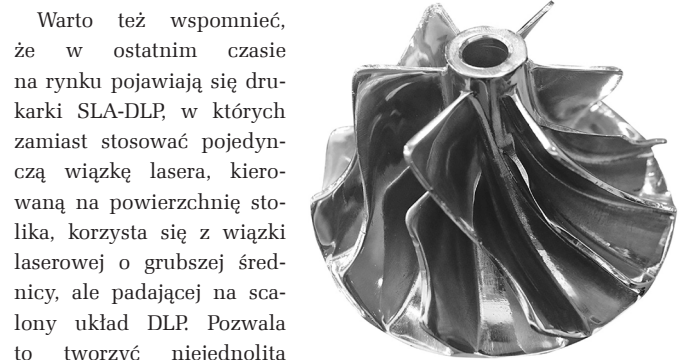 Warto też wspomnieć,
że w ostatnim czasie
na rynku pojawiają się dru-
karki SLA-DLP, w których
zamiast stosować pojedyn-
czą wiązkę lasera, kiero-
waną na powierzchnię sto-
lika, korzysta się z wiązki
laserowej o grubszej śred-
nicy, ale padającej na sca-
lony układ DLP. Pozwala
to tworzyć niejednolitą